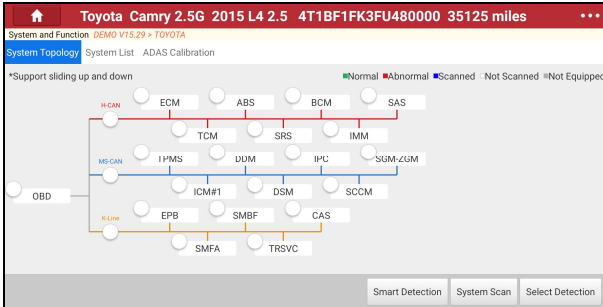 Toyota Camry 2.5G 2015 L4 2.5 4T1BF1FK3FU480000 35125 miles
System and Function DEMO V15.29 > TOYOTA
System Topology System List ADAS Calibration
*Support sliding up and down
Normal Abnormal Scanned Not Scanned Not Equipped
ECM ABS BCM SAS
H-CAN
TCM SRS IMM
TPMS DDM IPC SGM-ZGM
MS-CAN
ICM#1 DSM SCCM
OBD
EPB SMBF CAS
K-Line
SMFA TRSVC
Smart Detection System Scan Select Detection